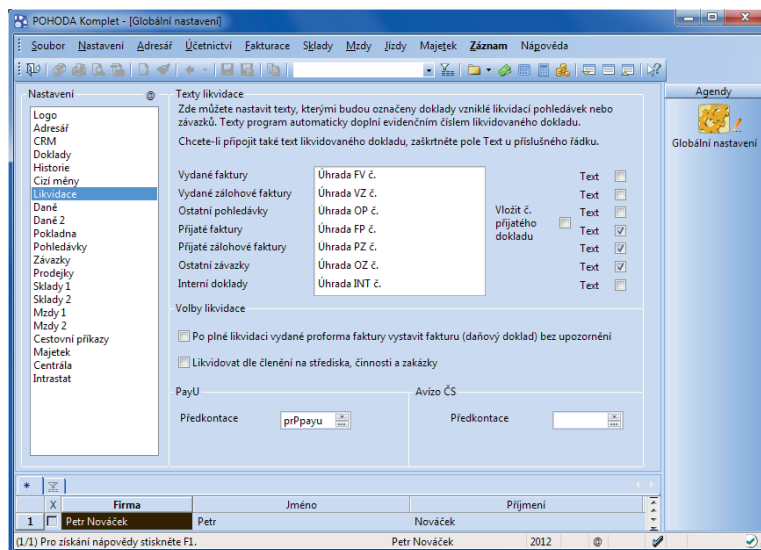 POHODA Komplet - [Globální nastavení]
Soubor Nastavení Adresář Účetnictví Fakturace Sklady Mzdy Jízdy Majetek Záznam Nápověda
Nastavení @
Logo
Adresář
CRM
Doklady
Historie
Cizí měny
Likvidace
Daně
Daně 2
Pokladna
Pohledávky
Závazky
Prodejky
Sklady 1
Sklady 2
Mzdy 1
Mzdy 2
Cestovní příkazy
Majetek
Centrála
Intrastat
Texty likvidace
Zde můžete nastavit texty, kterými budou označeny doklady vzniklé likvidací pohledávek nebo
závazků. Texty program automaticky doplní evidenčním číslem likvidovaného dokladu.
Chcete-li připojit také text likvidovaného dokladu, zaškrtněte pole Text u příslušného řádku.
Vydané faktury Úhrada FV č. Text
Vydané zálohové faktury Úhrada VZ č. Text
Ostatní pohledávky Úhrada OP č. Text
Přijaté faktury Úhrada FP č. Text
Přijaté zálohové faktury Úhrada PZ č. Text
Ostatní závazky Úhrada OZ č. Text
Interní doklady Úhrada INT č. Text
Vložit č.
přijatého
dokladu
Volby likvidace
Po plné likvidaci vydané proforma faktury vystavit fakturu (daňový doklad) bez upozornění
Likvidovat dle členění na střediska, činnosti a zakázky
PayU
Předkontace prPpayu
Avízo ČS
Předkontace
Agendy
Globální nastavení
X Firma Jméno Příjmení
1 Petr Nováček Petr Nováček
(1/1) Pro získání nápovědy stiskněte F1. Petr Nováček 2012 @